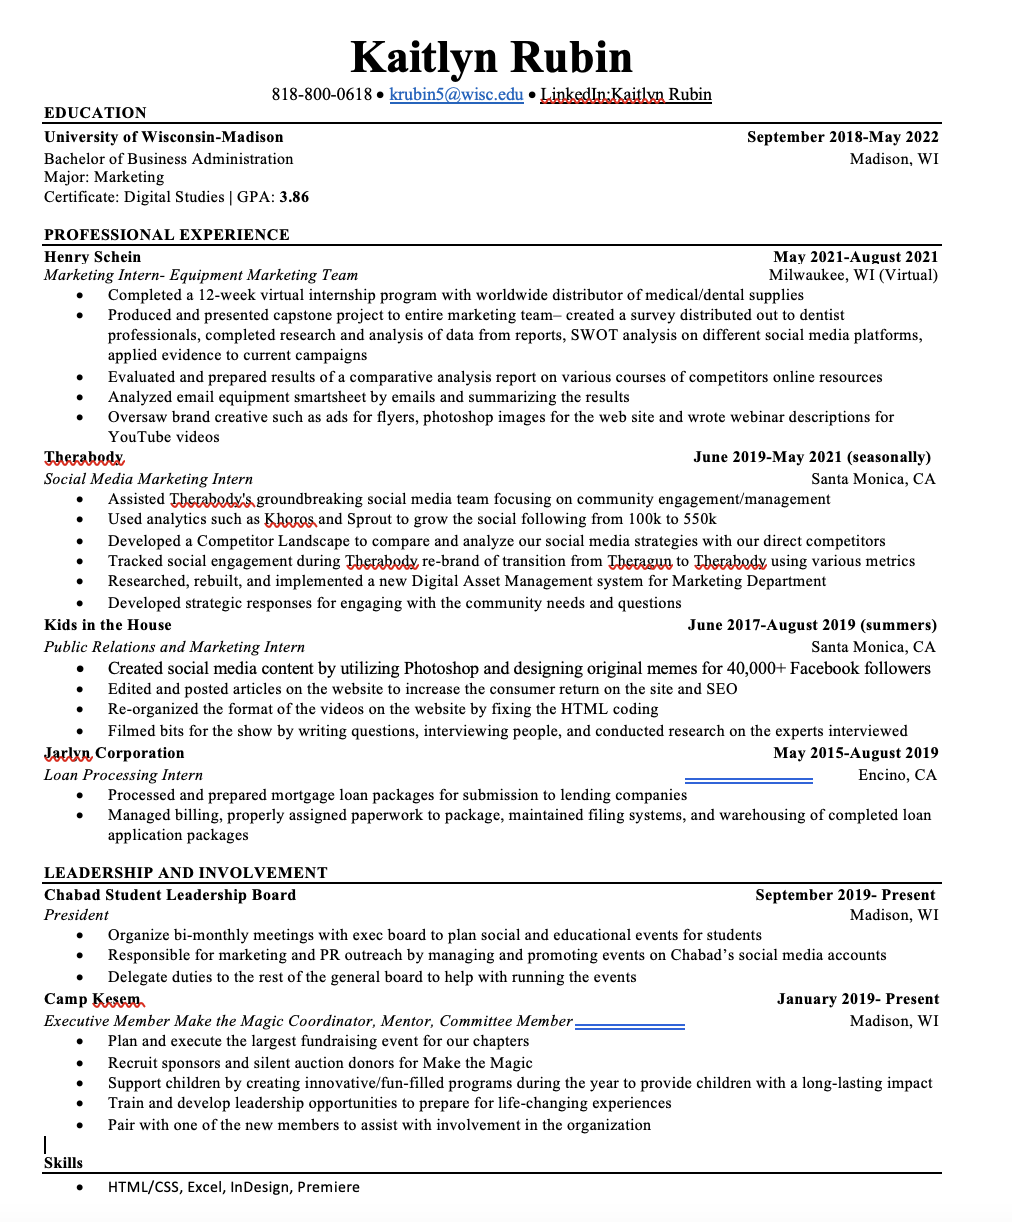 Kaitlyn Rubin
818-800-0618 • krubin5@wisc.edu • LinkedIn:Kaitlyn Rubin
EDUCATION
University of Wisconsin-Madison September 2018-May 2022
Bachelor of Business Administration Madison, WI
Major: Marketing
Certificate: Digital Studies | GPA: 3.86
PROFESSIONAL EXPERIENCE
Henry Schein May 2021-August 2021
Marketing Intern- Equipment Marketing Team Milwaukee, WI (Virtual)
• Completed a 12-week virtual internship program with worldwide distributor of medical/dental supplies
• Produced and presented capstone project to entire marketing team– created a survey distributed out to dentist
professionals, completed research and analysis of data from reports, SWOT analysis on different social media platforms,
applied evidence to current campaigns
• Evaluated and prepared results of a comparative analysis report on various courses of competitors online resources
• Analyzed email equipment smartsheet by emails and summarizing the results
• Oversaw brand creative such as ads for flyers, photoshop images for the web site and wrote webinar descriptions for
YouTube videos
Therabody June 2019-May 2021 (seasonally)
Social Media Marketing Intern Santa Monica, CA
• Assisted Therabody's groundbreaking social media team focusing on community engagement/management
• Used analytics such as Khoros and Sprout to grow the social following from 100k to 550k
• Developed a Competitor Landscape to compare and analyze our social media strategies with our direct competitors
• Tracked social engagement during Therabody re-brand of transition from Theragun to Therabody using various metrics
• Researched, rebuilt, and implemented a new Digital Asset Management system for Marketing Department
• Developed strategic responses for engaging with the community needs and questions
Kids in the House June 2017-August 2019 (summers)
Public Relations and Marketing Intern Santa Monica, CA
• Created social media content by utilizing Photoshop and designing original memes for 40,000+ Facebook followers
• Edited and posted articles on the website to increase the consumer return on the site and SEO
• Re-organized the format of the videos on the website by fixing the HTML coding
• Filmed bits for the show by writing questions, interviewing people, and conducted research on the experts interviewed
Jarlyn Corporation May 2015-August 2019
Loan Processing Intern Encino, CA
• Processed and prepared mortgage loan packages for submission to lending companies
• Managed billing, properly assigned paperwork to package, maintained filing systems, and warehousing of completed loan
application packages
LEADERSHIP AND INVOLVEMENT
Chabad Student Leadership Board September 2019- Present
President Madison, WI
• Organize bi-monthly meetings with exec board to plan social and educational events for students
• Responsible for marketing and PR outreach by managing and promoting events on Chabad’s social media accounts
• Delegate duties to the rest of the general board to help with running the events
Camp Kesem January 2019- Present
Executive Member Make the Magic Coordinator, Mentor, Committee Member Madison, WI
• Plan and execute the largest fundraising event for our chapters
• Recruit sponsors and silent auction donors for Make the Magic
• Support children by creating innovative/fun-filled programs during the year to provide children with a long-lasting impact
• Train and develop leadership opportunities to prepare for life-changing experiences
• Pair with one of the new members to assist with involvement in the organization
Skills
• HTML/CSS, Excel, InDesign, Premiere